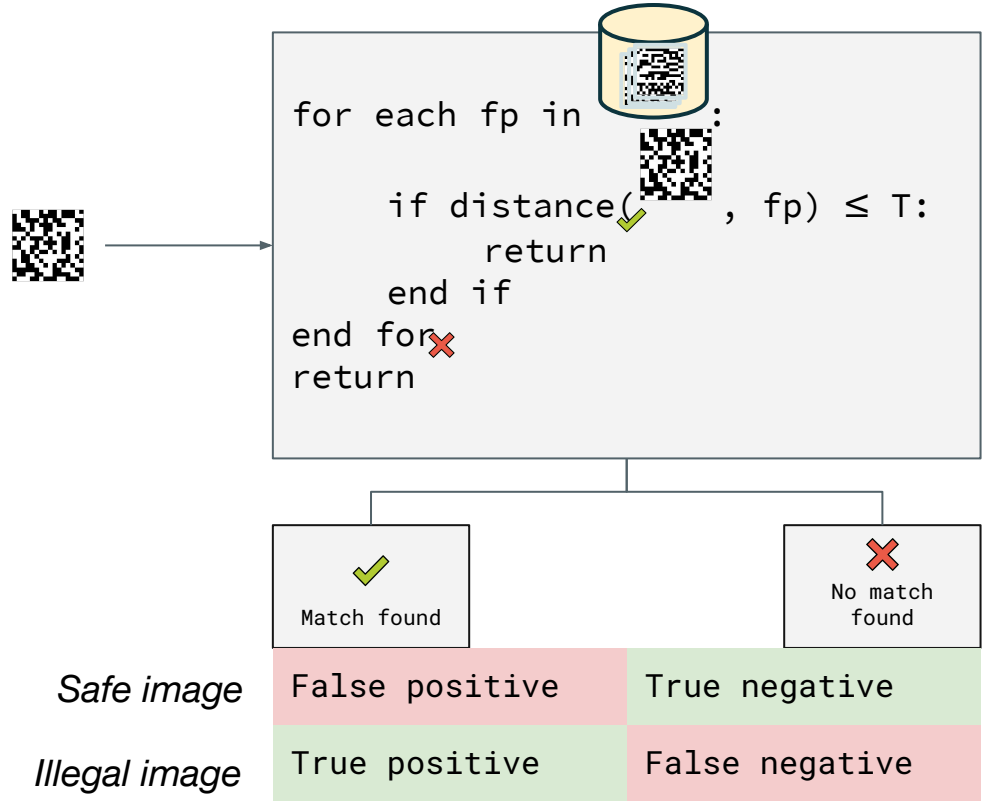 for each fp in :
if distance( , fp) ≤ T:
return
end if
end for
return
Match found
No match
found
Safe image False positive True negative
Illegal image True positive False negative